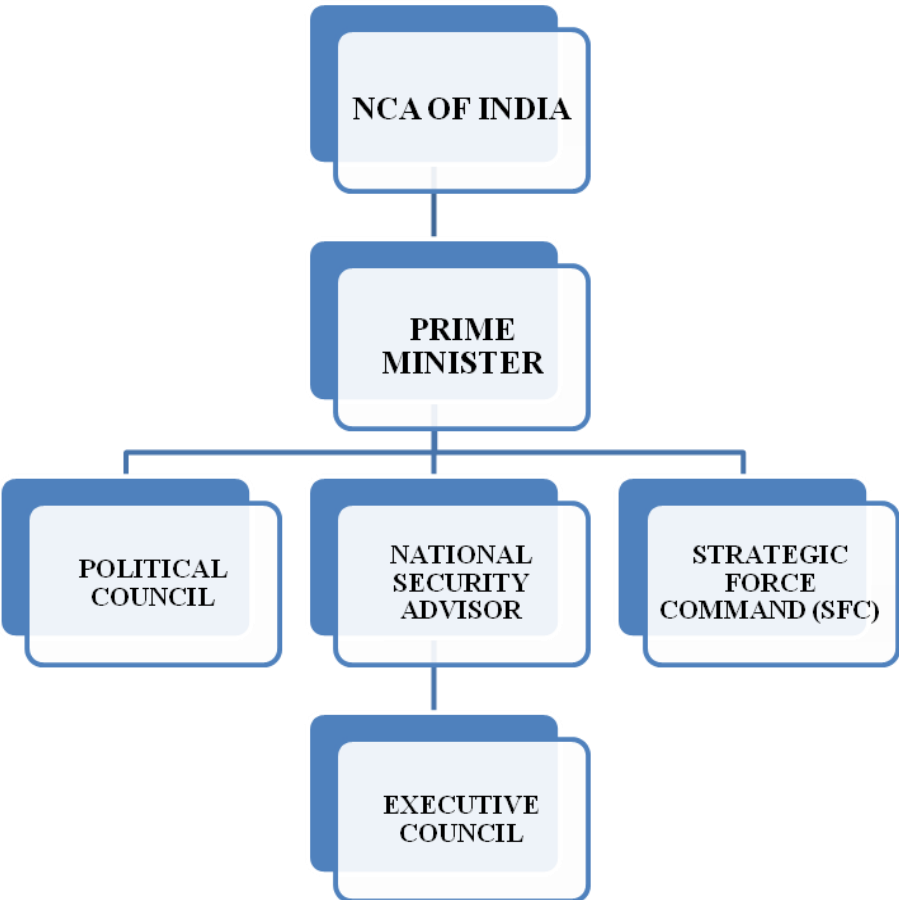 NCA OF INDIA
PRIME
MINISTER
POLITICAL
COUNCIL
NATIONAL
SECURITY
ADVISOR
STRATEGIC
FORCE
COMMAND (SFC)
EXECUTIVE
COUNCIL